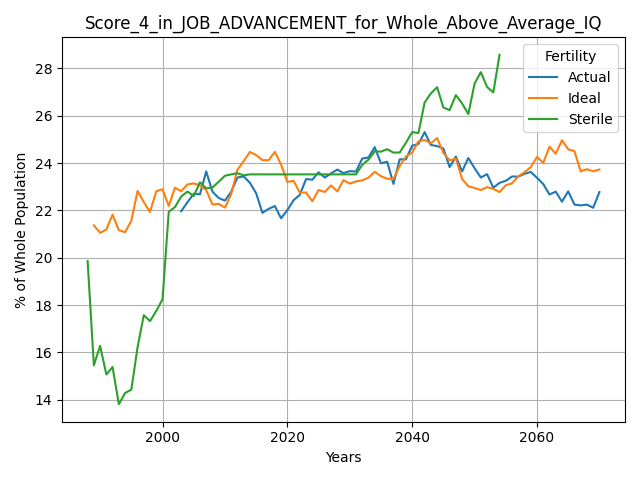 Score_4_in_JOB_ADVANCEMENT_for_Whole_Above_Average_IQ
Fertility
Actual
Ideal
Sterile
% of Whole Population
28
26
24
22
20
18
16
14
2000
2020
2040
2060
Years